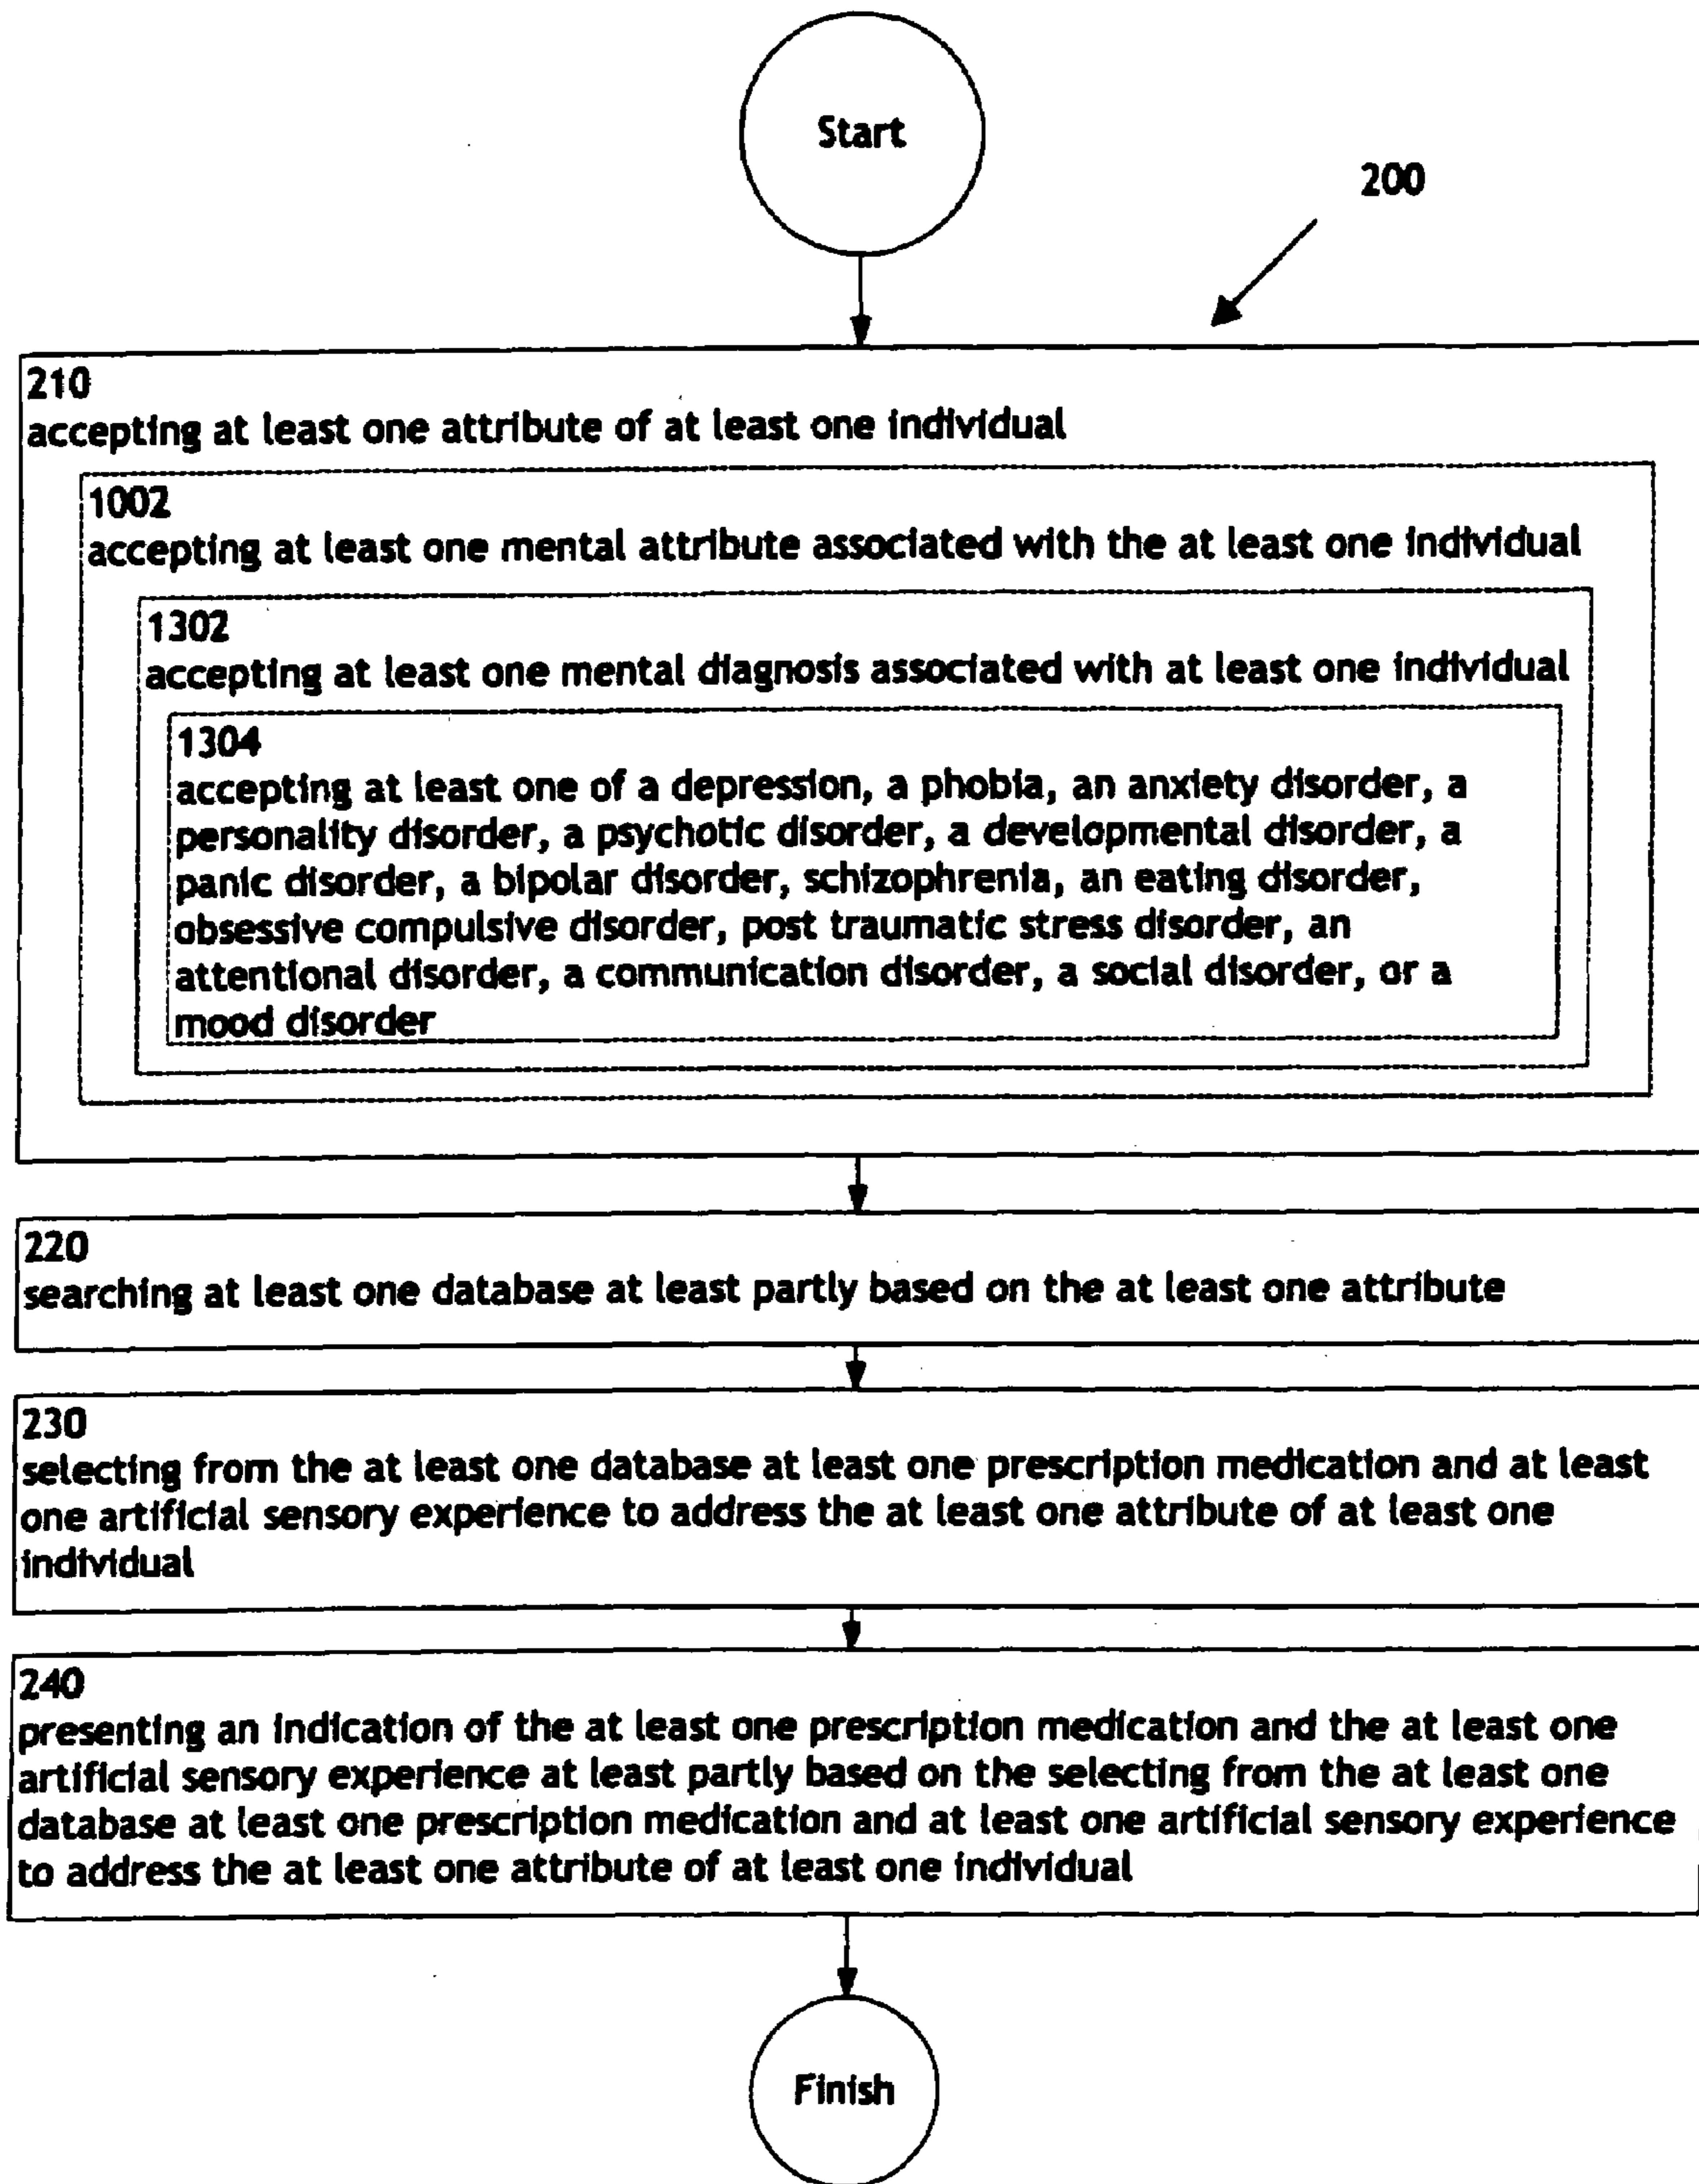 Start
200
210
accepting at least one attribute of at least one individual
1002
accepting at least one mental attribute associated with the at least one individual
1302
accepting at least one mental diagnosis associated with at least one individual
1304
accepting at least one of a depression, a phobia, an anxiety disorder, a
personality disorder, a psychotic disorder, a developmental disorder, a
panic disorder, a bipolar disorder, schizophrenia, an eating disorder,
obsessive compulsive disorder, post traumatic stress disorder, an
attentional disorder, a communication disorder, a social disorder, or a
mood disorder
220
searching at least one database at least partly based on the at least one attribute
230
selecting from the at least one database at least one prescription medication and at least
one artificial sensory experience to address the at least one attribute of at least one
individual
240
presenting an indication of the at least one prescription medication and the at least one
artificial sensory experience at least partly based on the selecting from the at least one
database at least one prescription medication and at least one artificial sensory experience
to address the at least one attribute of at least one individual
Finish